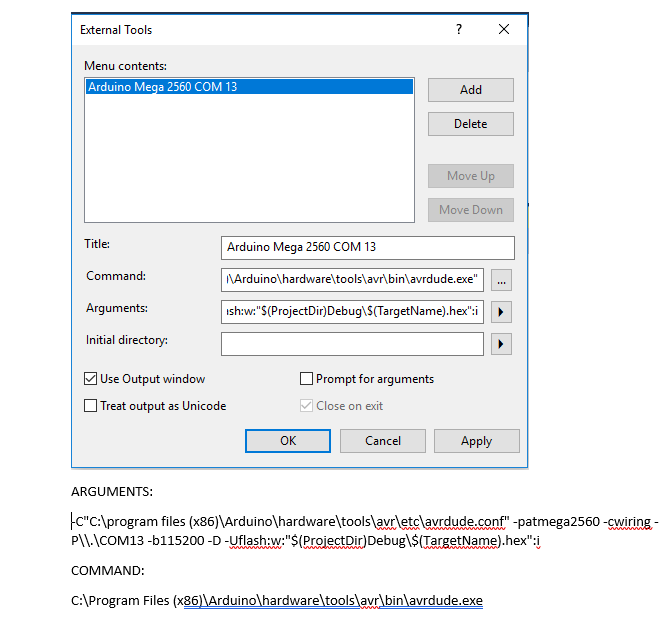 External Tools
?
Menu contents:
Arduino Mega 2560 COM 13
Add
Delete
Move Up
Move Down
Title:
Arduino Mega 2560 COM 13
Command:
\Arduino\hardware\tools\avr\bin\avrdude.exe"
...
Arguments:
sh:w:"$(ProjectDir)Debug\$(TargetName).hex":i
Initial directory:
Use Output window
Prompt for arguments
Treat output as Unicode
Close on exit
OK
Cancel
Apply
ARGUMENTS:
-C"C:\program files (x86)\Arduino\hardware\tools\avr\etc\avrdude.conf" -patmega2560 -cwiring -
P\\.\COM13 -b115200 -D -Uflash:w:"$(ProjectDir)Debug\$(TargetName).hex":i
COMMAND:
C:\Program Files (x86)\Arduino\hardware\tools\avr\bin\avrdude.exe